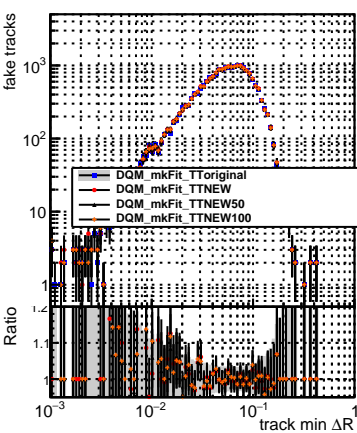 fake tracks
10³
10²
10
1
DQM_mkFit_TToriginal
DQM_mkFit_TTNEW
DQM_mkFit_TTNEW50
DQM_mkFit_TTNEW100
Ratio
1.2
1.1
1
10⁻³ 10⁻² 10⁻¹ 1
track min ΔR